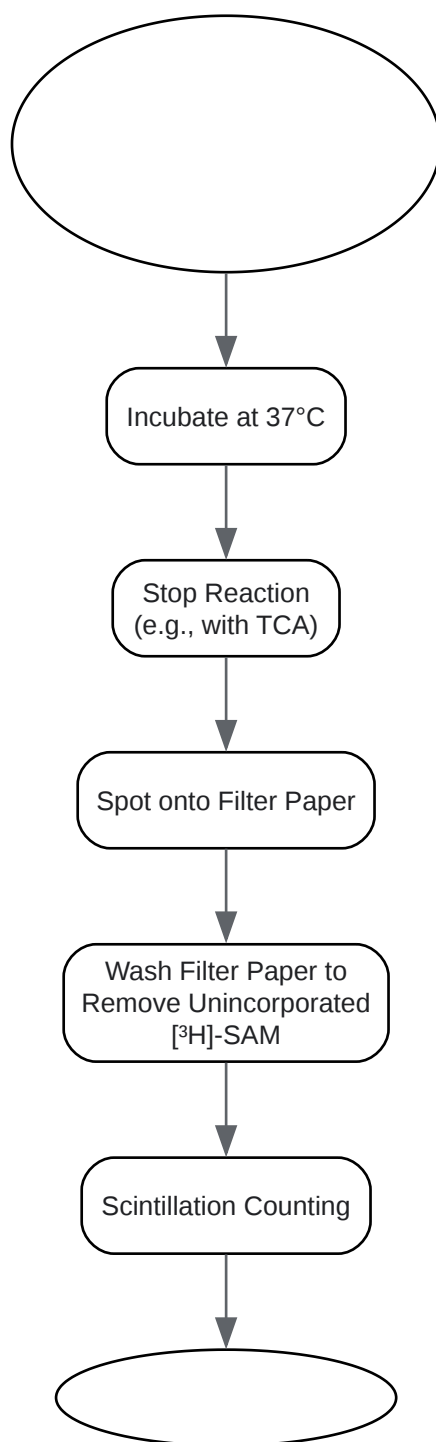 Incubate at 37°C
Stop Reaction
(e.g., with TCA)
Spot onto Filter Paper
Wash Filter Paper to
Remove Unincorporated
[³H]-SAM
Scintillation Counting